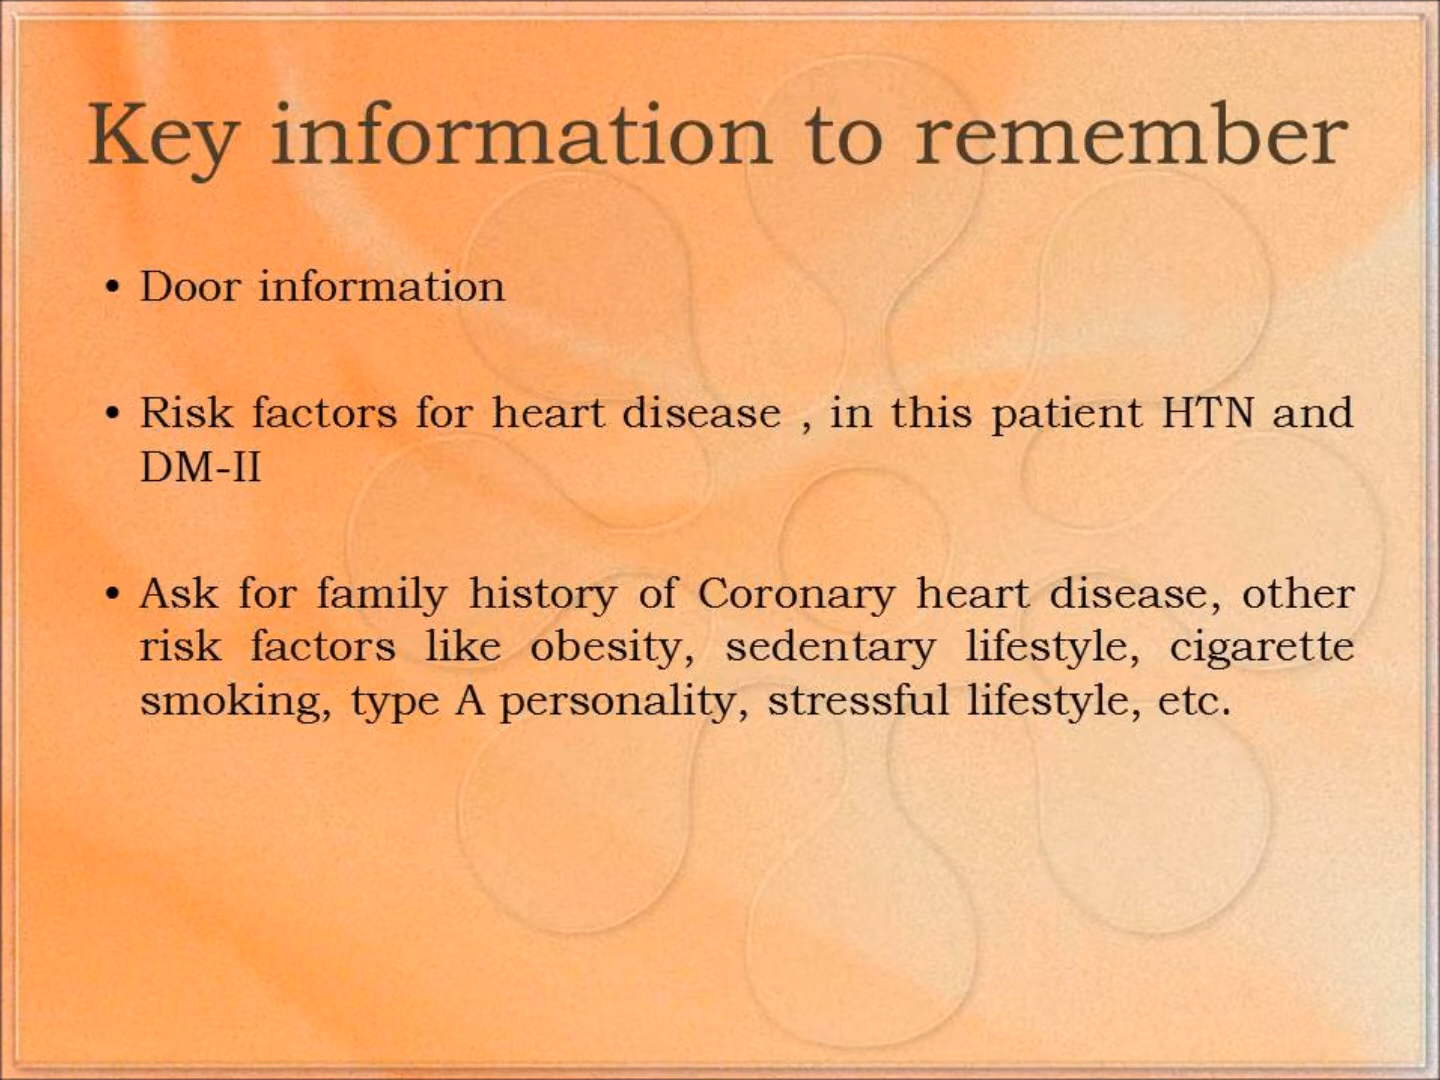 Key information to remember
• Door information
• Risk factors for heart disease , in this patient HTN and
DM-II
• Ask for family history of Coronary heart disease, other
risk factors like obesity, sedentary lifestyle, cigarette
smoking, type A personality, stressful lifestyle, etc.